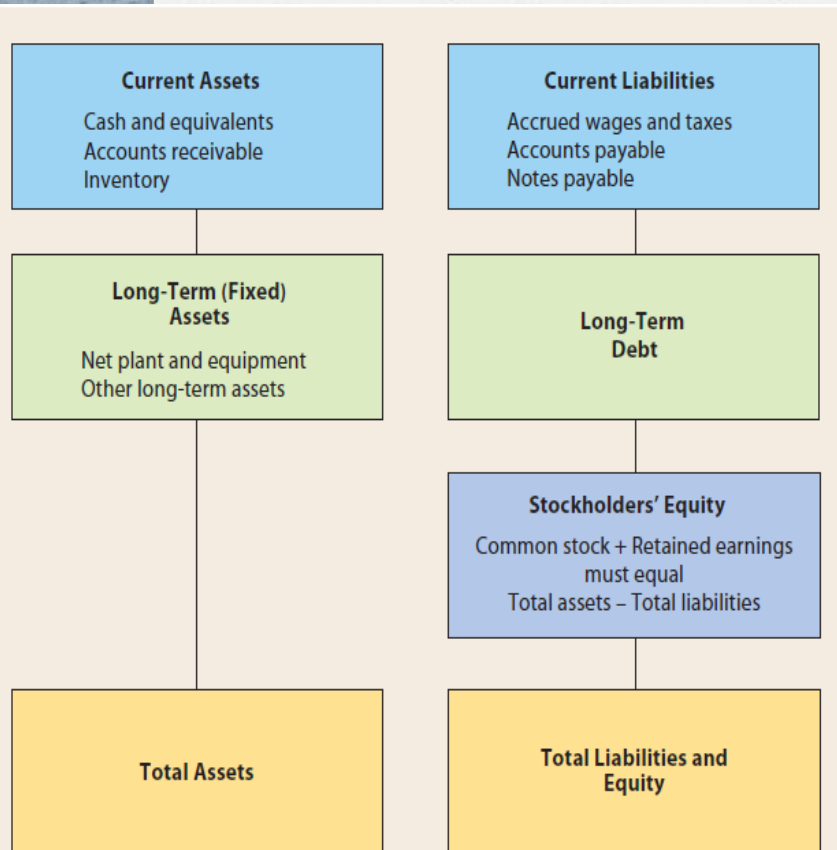 Current Assets
Cash and equivalents
Accounts receivable
Inventory
Long-Term (Fixed)
Assets
Net plant and equipment
Other long-term assets
Total Assets
Current Liabilities
Accrued wages and taxes
Accounts payable
Notes payable
Long-Term
Debt
Stockholders’ Equity
Common stock + Retained earnings
must equal
Total assets – Total liabilities
Total Liabilities and
Equity